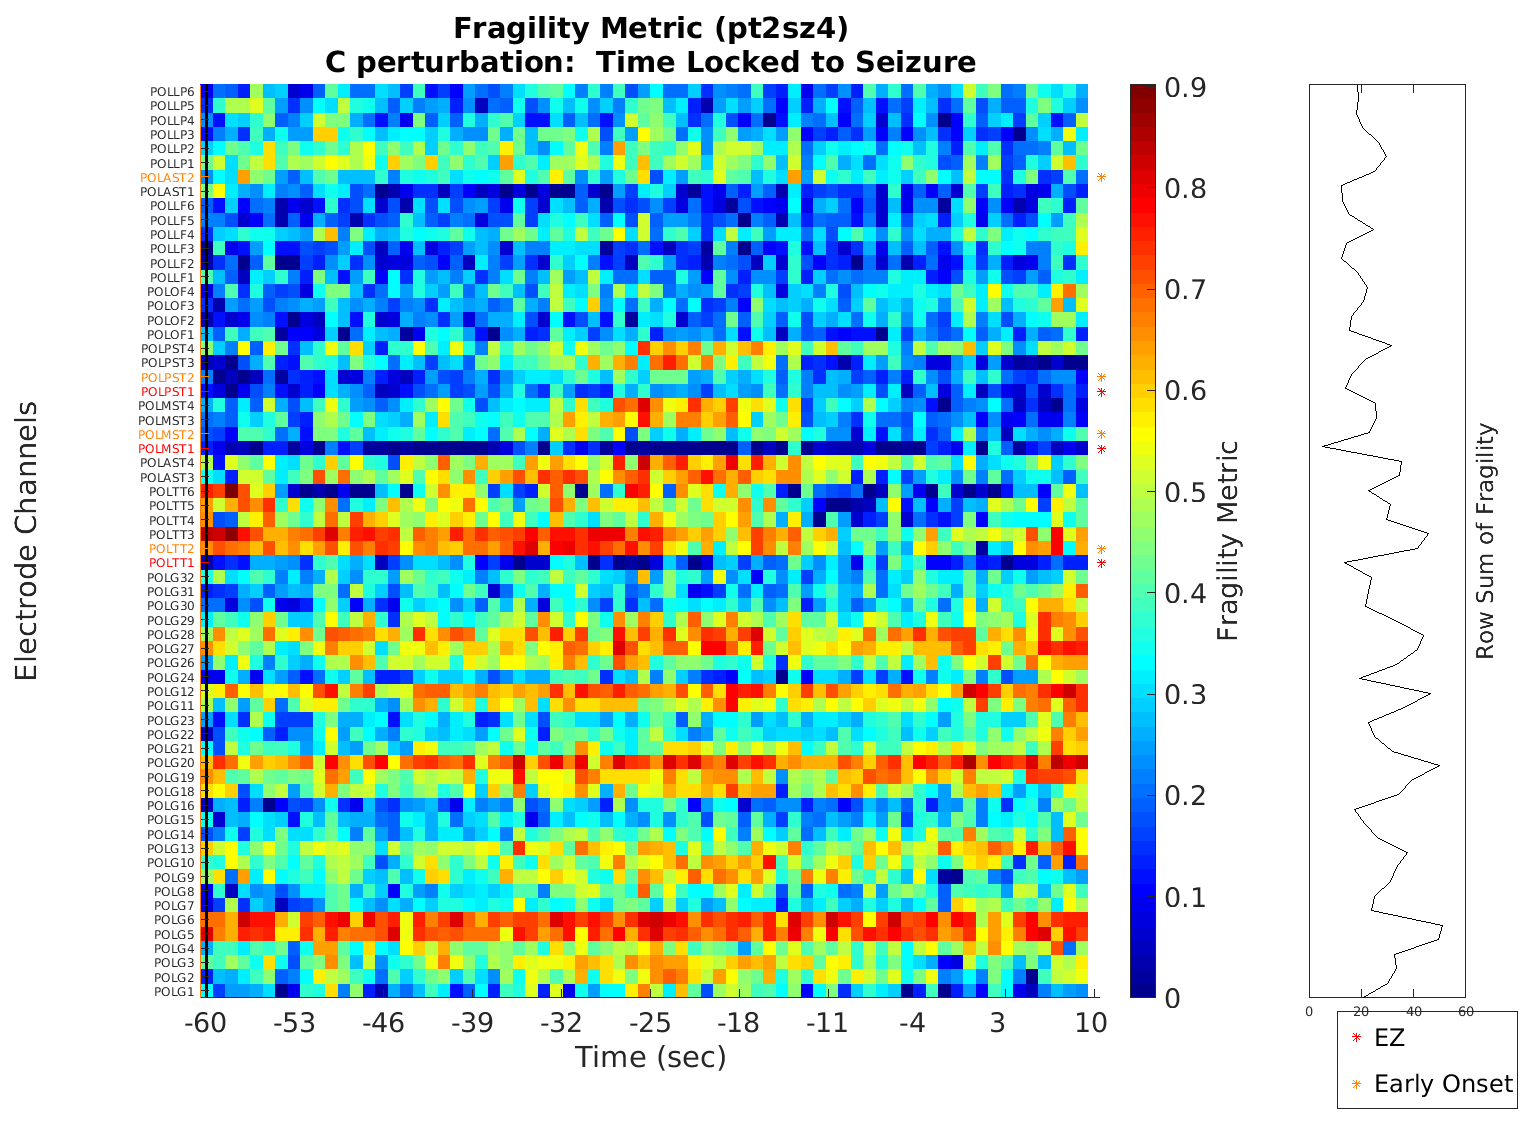 Fragility Metric (pt2sz4)
C perturbation:  Time Locked to Seizure
Electrode Channels
POLLP6
POLLP5
POLLP4
POLLP3
POLLP2
POLLP1
POLAST2
POLAST1
POLLF6
POLLF5
POLLF4
POLLF3
POLLF2
POLLF1
POLOF4
POLOF3
POLOF2
POLOF1
POLPST4
POLPST3
POLPST2
POLPST1
POLMST4
POLMST3
POLMST2
POLMST1
POLAST4
POLAST3
POLTT6
POLTT5
POLTT4
POLTT3
POLTT2
POLTT1
POLG32
POLG31
POLG30
POLG29
POLG28
POLG27
POLG26
POLG24
POLG12
POLG11
POLG23
POLG22
POLG21
POLG20
POLG19
POLG18
POLG16
POLG15
POLG14
POLG13
POLG10
POLG9
POLG8
POLG7
POLG6
POLG5
POLG4
POLG3
POLG2
POLG1
-60 -53 -46 -39 -32 -25 -18 -11 -4 3 10
Time (sec)
0.9
0.8
0.7
0.6
0.5
0.4
0.3
0.2
0.1
0
Fragility Metric
0 20 40 60
Row Sum of Fragility
EZ
Early Onset